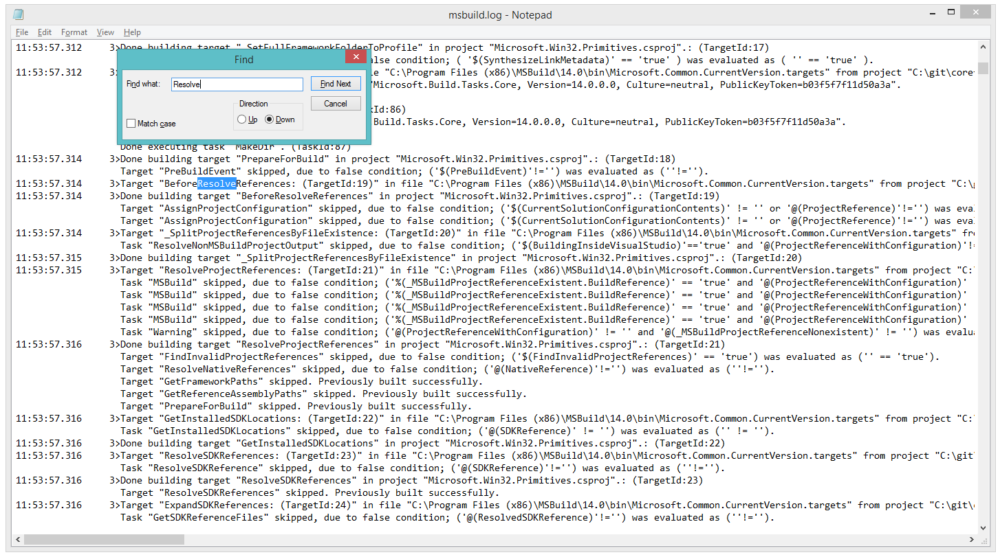 msbuild.log - Notepad
File Edit Format View Help
11:53:57.312 3>Done building target "_SetFullFrameworkFolderToProfile" in project "Microsoft.Win32.Primitives.csproj".: (TargetId:17)
Find
alse condition; ( '$(SynthesizeLinkMetadata)' == 'true' ) was evaluated as ( '' == 'true' ).
11:53:57.312 3> le "C:\Program Files (x86)\MSBuild\14.0\bin\Microsoft.Common.CurrentVersion.targets" from project "C:\git\core
Find what: Resolve Find Next
"Microsoft.Build.Tasks.Core, Version=14.0.0.0, Culture=neutral, PublicKeyToken=b03f5f7f11d50a3a".
Direction Cancel
kId:86)
Up Down
Match case
Build.Tasks.Core, Version=14.0.0.0, Culture=neutral, PublicKeyToken=b03f5f7f11d50a3a".
Done executing task "MakeDir". (TaskId:87)
11:53:57.314 3>Done building target "PrepareForBuild" in project "Microsoft.Win32.Primitives.csproj".: (TargetId:18)
Target "PreBuildEvent" skipped, due to false condition; ('$(PreBuildEvent)'!='') was evaluated as (''!='').
11:53:57.314 3>Target "BeforeResolveReferences: (TargetId:19)" in file "C:\Program Files (x86)\MSBuild\14.0\bin\Microsoft.Common.CurrentVersion.targets" from project "C:\g
11:53:57.314 3>Done building target "BeforeResolveReferences" in project "Microsoft.Win32.Primitives.csproj".: (TargetId:19)
Target "AssignProjectConfiguration" skipped, due to false condition; ('$(CurrentSolutionConfigurationContents)' != '' or '@(ProjectReference)'!='') was eval
Target "AssignProjectConfiguration" skipped, due to false condition; ('$(CurrentSolutionConfigurationContents)' != '' or '@(ProjectReference)'!='') was eval
11:53:57.314 3>Target "_SplitProjectReferencesByFileExistence: (TargetId:20)" in file "C:\Program Files (x86)\MSBuild\14.0\bin\Microsoft.Common.CurrentVersion.targets" fro
Task "ResolveNonMSBuildProjectOutput" skipped, due to false condition; ('$(BuildingInsideVisualStudio)'=='true' and '@(ProjectReferenceWithConfiguration)'!=
11:53:57.315 3>Done building target "_SplitProjectReferencesByFileExistence" in project "Microsoft.Win32.Primitives.csproj".: (TargetId:20)
11:53:57.315 3>Target "ResolveProjectReferences: (TargetId:21)" in file "C:\Program Files (x86)\MSBuild\14.0\bin\Microsoft.Common.CurrentVersion.targets" from project "C:\
Task "MSBuild" skipped, due to false condition; ('%(_MSBuildProjectReferenceExistent.BuildReference)' == 'true' and '@(ProjectReferenceWithConfiguration)'
Task "MSBuild" skipped, due to false condition; ('%(_MSBuildProjectReferenceExistent.BuildReference)' == 'true' and '@(ProjectReferenceWithConfiguration)'
Task "MSBuild" skipped, due to false condition; ('%(_MSBuildProjectReferenceExistent.BuildReference)' == 'true' and '@(ProjectReferenceWithConfiguration)'
Task "MSBuild" skipped, due to false condition; ('%(_MSBuildProjectReferenceExistent.BuildReference)' == 'true' and '@(ProjectReferenceWithConfiguration)'
Task "Warning" skipped, due to false condition; ('@(ProjectReferenceWithConfiguration)' != '' and '@(_MSBuildProjectReferenceNonexistent)' != '') was evalua
11:53:57.316 3>Done building target "ResolveProjectReferences" in project "Microsoft.Win32.Primitives.csproj".: (TargetId:21)
Target "FindInvalidProjectReferences" skipped, due to false condition; ('$(FindInvalidProjectReferences)' == 'true') was evaluated as ('' == 'true').
Target "ResolveNativeReferences" skipped, due to false condition; ('@(NativeReference)'!='') was evaluated as (''!='').
Target "GetFrameworkPaths" skipped. Previously built successfully.
Target "GetReferenceAssemblyPaths" skipped. Previously built successfully.
Target "PrepareForBuild" skipped. Previously built successfully.
11:53:57.316 3>Target "GetInstalledSDKLocations: (TargetId:22)" in file "C:\Program Files (x86)\MSBuild\14.0\bin\Microsoft.Common.CurrentVersion.targets" from project "C:\
Task "GetInstalledSDKLocations" skipped, due to false condition; ('@(SDKReference)' != '') was evaluated as ('' != '').
11:53:57.316 3>Done building target "GetInstalledSDKLocations" in project "Microsoft.Win32.Primitives.csproj".: (TargetId:22)
11:53:57.316 3>Target "ResolveSDKReferences: (TargetId:23)" in file "C:\Program Files (x86)\MSBuild\14.0\bin\Microsoft.Common.CurrentVersion.targets" from project "C:\git\
Task "ResolveSDKReference" skipped, due to false condition; ('@(SDKReference)'!='') was evaluated as (''!='').
11:53:57.316 3>Done building target "ResolveSDKReferences" in project "Microsoft.Win32.Primitives.csproj".: (TargetId:23)
Target "ResolveSDKReferences" skipped. Previously built successfully.
11:53:57.316 3>Target "ExpandSDKReferences: (TargetId:24)" in file "C:\Program Files (x86)\MSBuild\14.0\bin\Microsoft.Common.CurrentVersion.targets" from project "C:\git\c
Task "GetSDKReferenceFiles" skipped, due to false condition; ('@(ResolvedSDKReference)'!='') was evaluated as (''!='').